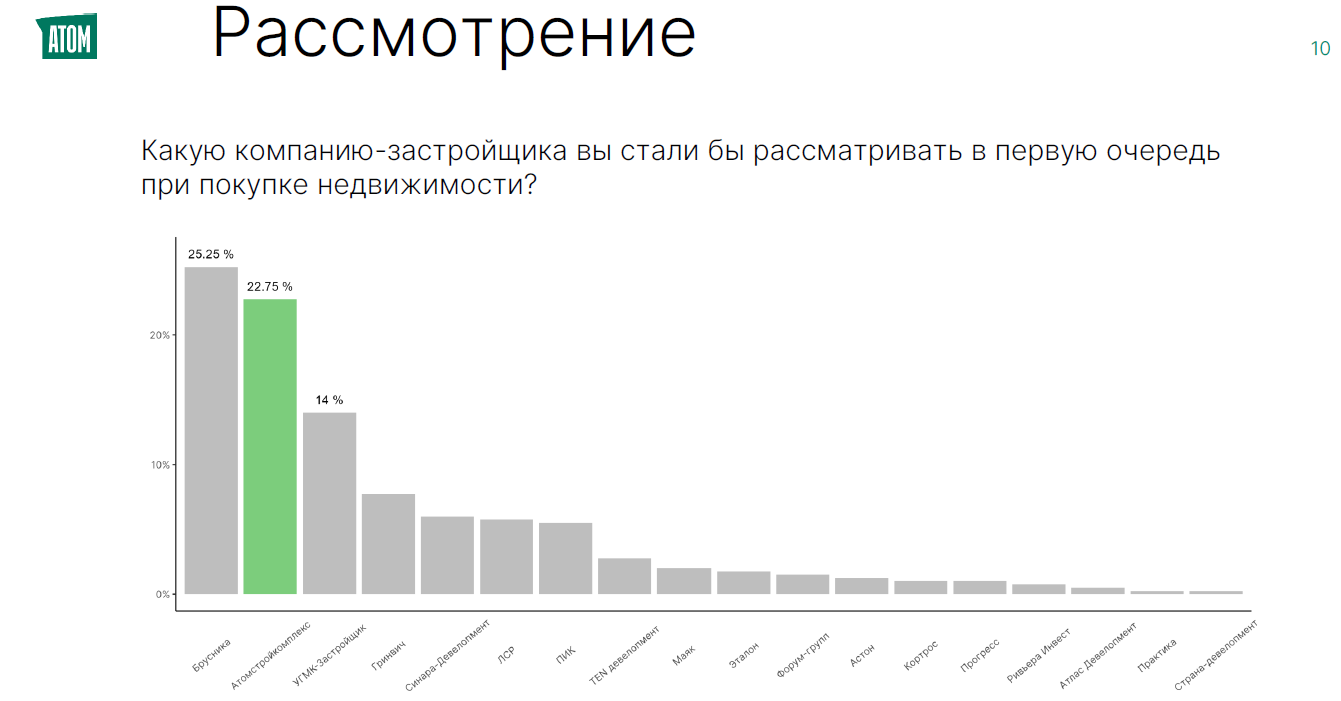 АТОМ
Рассмотрение
10
Какую компанию-застройщика вы стали бы рассматривать в первую очередь
при покупке недвижимости?
25.25 %
22.75 %
14 %
20%
10%
0%
Брусника
Атомстройкомплекс
УГМК-Застройщик
Гринвич
Синара-Девелопмент
ЛСР
ПИК
TEN девелопмент
Маяк
Эталон
Форум-групп
Астон
Кортрос
Прогресс
Ривьера Инвест
Атлас Девелопмент
Практика
Страна-девелопмент